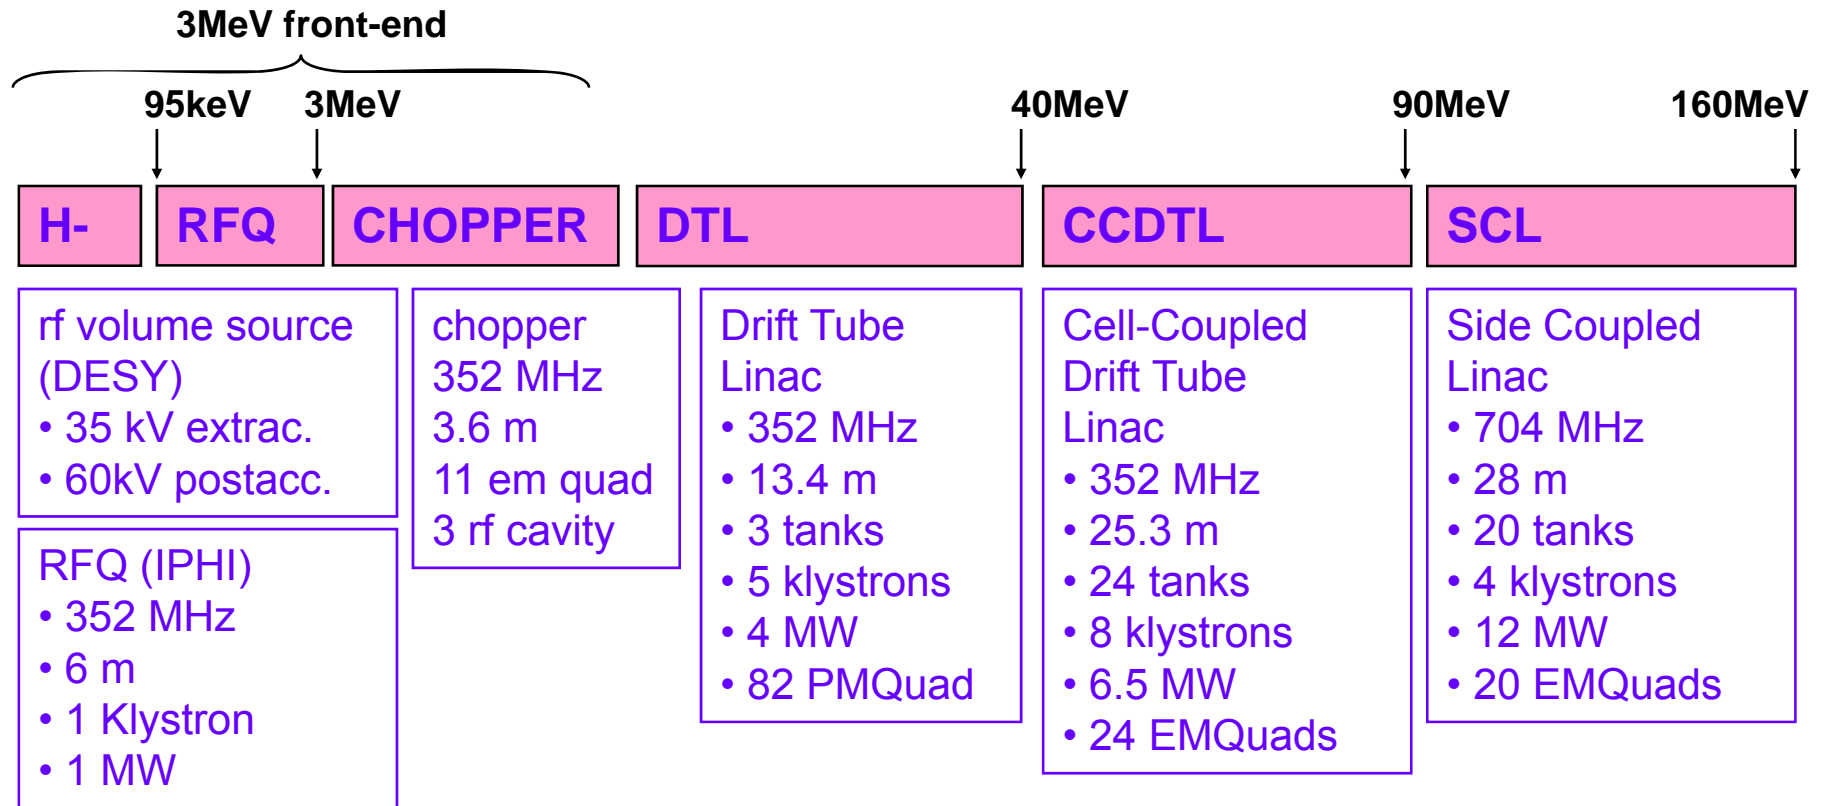 3MeV front-end
95keV
3MeV
40MeV
90MeV
160MeV
H-
RFQ
CHOPPER
DTL
CCDTL
SCL
rf volume source
(DESY)
• 35 kV extrac.
• 60kV postacc.
RFQ (IPHI)
• 352 MHz
• 6 m
• 1 Klystron
• 1 MW
chopper
352 MHz
3.6 m
11 em quad
3 rf cavity
Drift Tube
Linac
• 352 MHz
• 13.4 m
• 3 tanks
• 5 klystrons
• 4 MW
• 82 PMQuad
Cell-Coupled
Drift Tube
Linac
• 352 MHz
• 25.3 m
• 24 tanks
• 8 klystrons
• 6.5 MW
• 24 EMQuads
Side Coupled
Linac
• 704 MHz
• 28 m
• 20 tanks
• 4 klystrons
• 12 MW
• 20 EMQuads